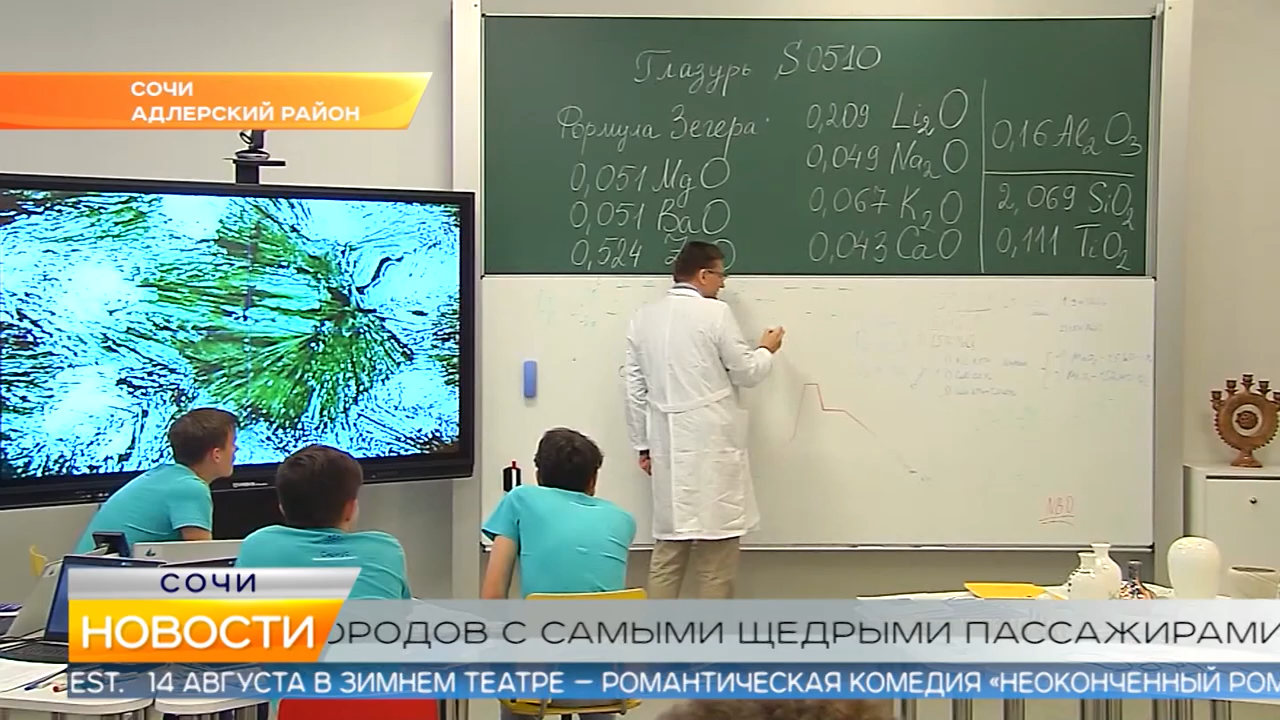 СОЧИ
АДЛЕРСКИЙ РАЙОН
Глазурь SO510
Формула Зегера:
0,051 MgO
0,051 BaO
0,524
0,209 Li₂O
0,049 Na₂O
0,067 K₂O
0,043 CaO
0,16 Al₂O₃
2,069 SiO₂
0,111 TiO₂
СОЧИ
НОВОСТИ
ОРОДОВ С САМЫМИ ЩЕДРЫМИ ПАССАЖИРАМИ
EST. 14 АВГУСТА В ЗИМНЕМ ТЕАТРЕ – РОМАНТИЧЕСКАЯ КОМЕДИЯ «НЕОКОНЧЕННЫЙ РОМ